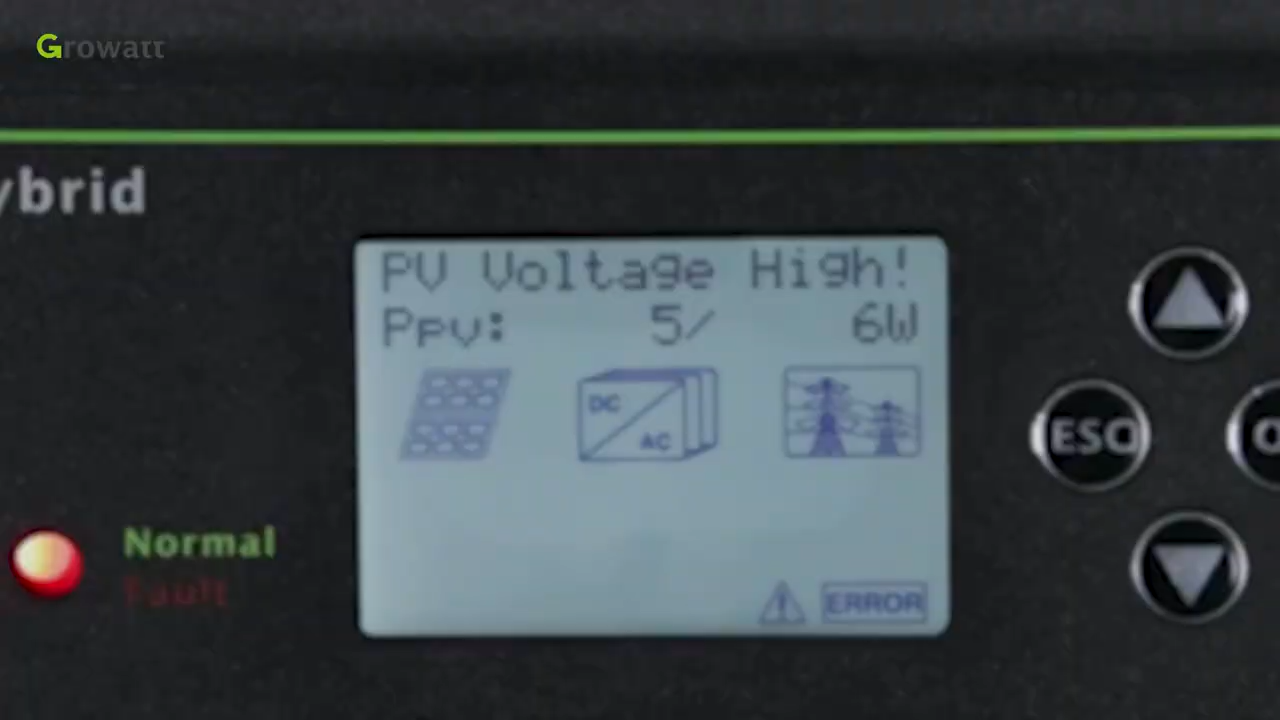 Growatt
ybrid
PV Voltage High!
Ppv: 5/ 6W
DC
AC
ESC
O
Normal
Fault
ERROR